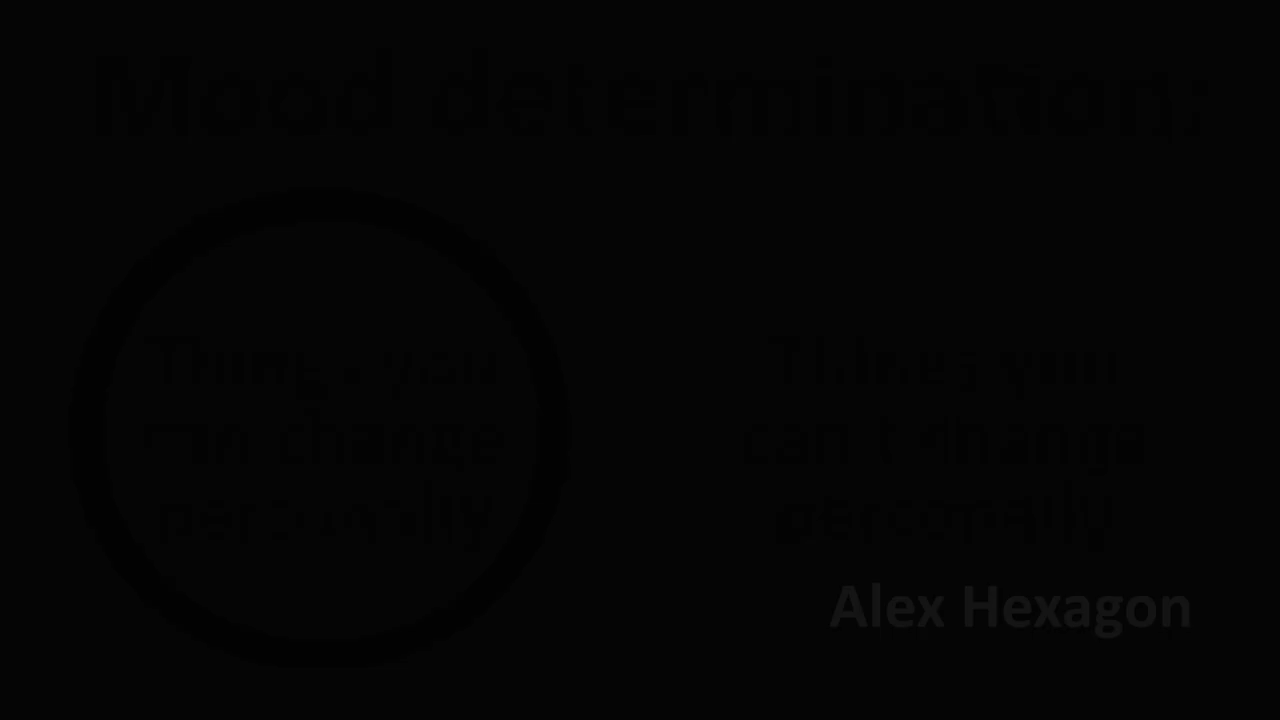 Mood determination:
Things you
can change
personally
Things you
can't change
personally
Alex Hexagon